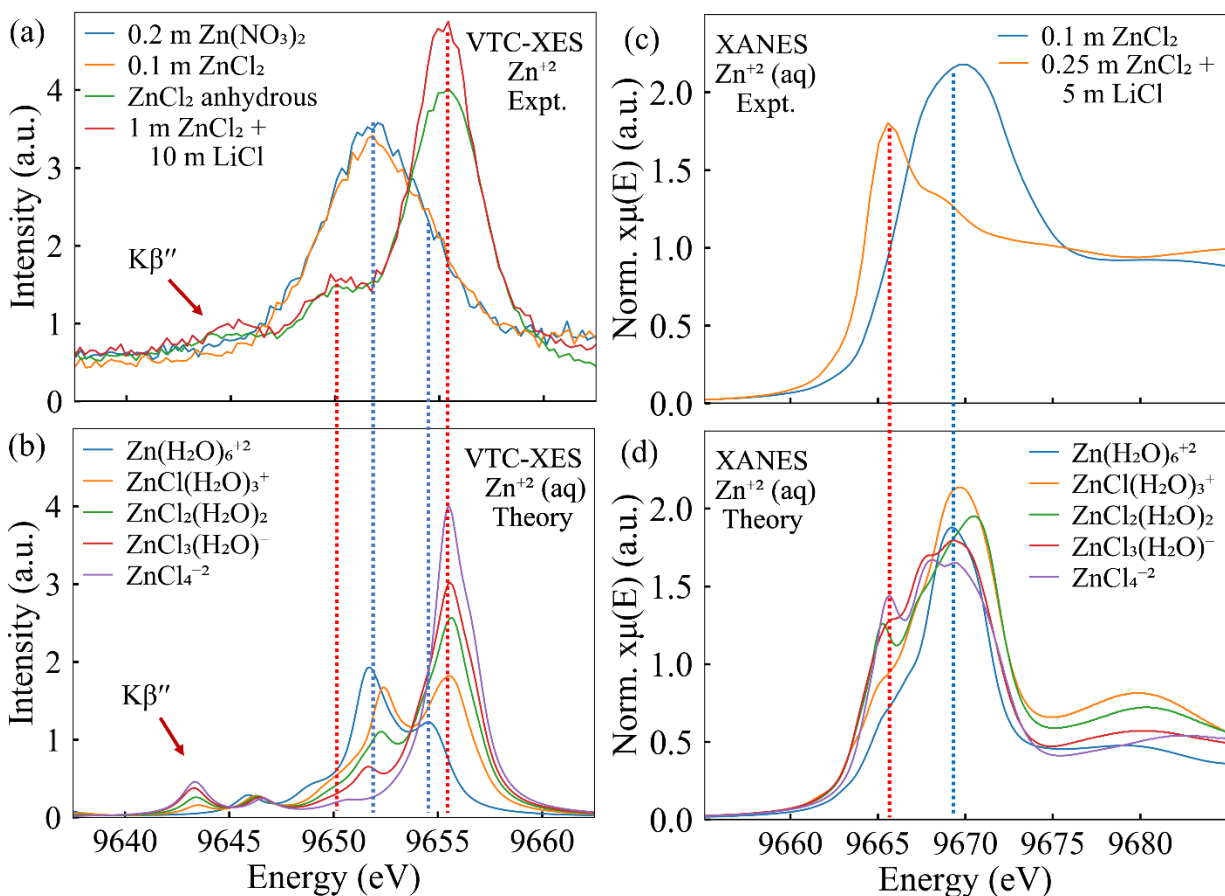 (a)
0.2 m Zn(NO₃)₂
0.1 m ZnCl₂
ZnCl₂ anhydrous
1 m ZnCl₂ +
10 m LiCl
VTC-XES
Zn⁺²
Expt.
Kβ″
Intensity (a.u.)
4
3
2
1
0
(c)
XANES
Zn⁺² (aq)
Expt.
0.1 m ZnCl₂
0.25 m ZnCl₂ +
5 m LiCl
Norm. xμ(E) (a.u.)
2.0
1.5
1.0
0.5
0.0
(b)
Zn(H₂O)₆⁺²
ZnCl(H₂O)₃⁺
ZnCl₂(H₂O)₂
ZnCl₃(H₂O)⁻
ZnCl₄⁻²
VTC-XES
Zn⁺² (aq)
Theory
Kβ″
Intensity (a.u.)
4
3
2
1
0
9640 9645 9650 9655 9660
Energy (eV)
(d)
XANES
Zn⁺² (aq)
Theory
Zn(H₂O)₆⁺²
ZnCl(H₂O)₃⁺
ZnCl₂(H₂O)₂
ZnCl₃(H₂O)⁻
ZnCl₄⁻²
Norm. xμ(E) (a.u.)
2.0
1.5
1.0
0.5
0.0
9660 9665 9670 9675 9680
Energy (eV)